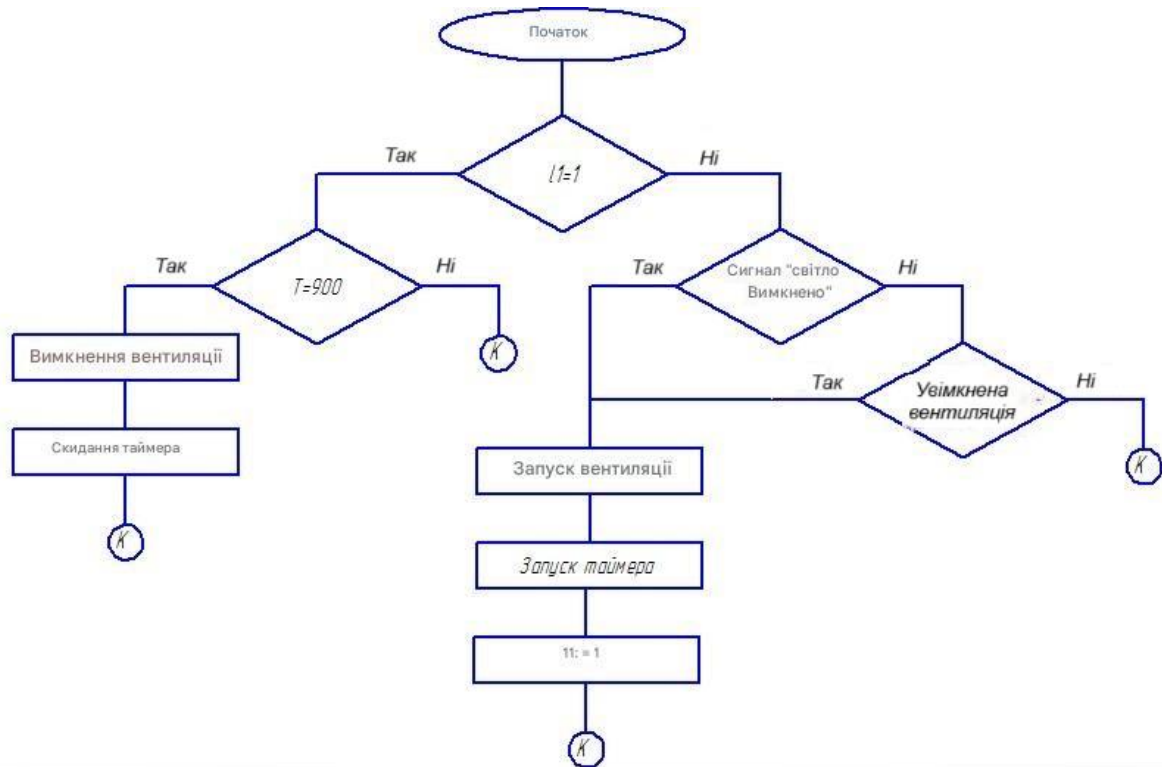 Початок
Так
l1=1
Ні
Так
T=900
Ні
Так
Сигнал "світло
Вимкнено"
Ні
Вимкнення вентиляції
К
Так
Увімкнена
вентиляція
Ні
Скидання таймера
Запуск вентиляції
К
К
Запуск таймера
11: = 1
К